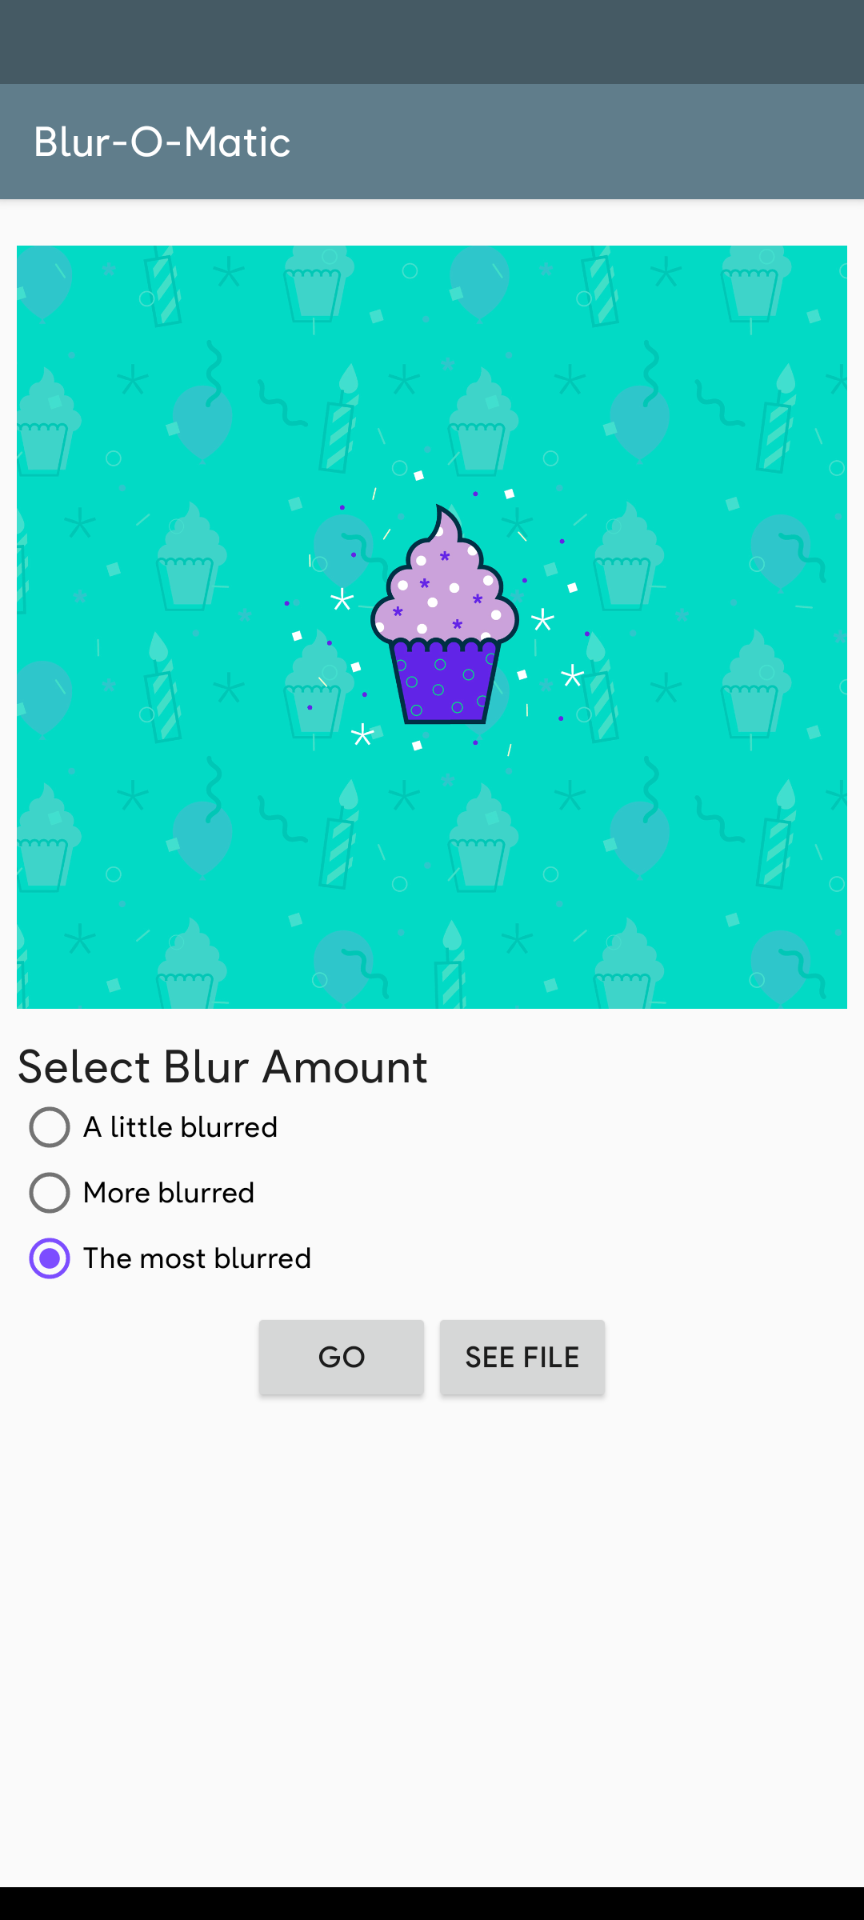 Blur-O-Matic
Select Blur Amount
A little blurred
More blurred
The most blurred
GO
SEE FILE